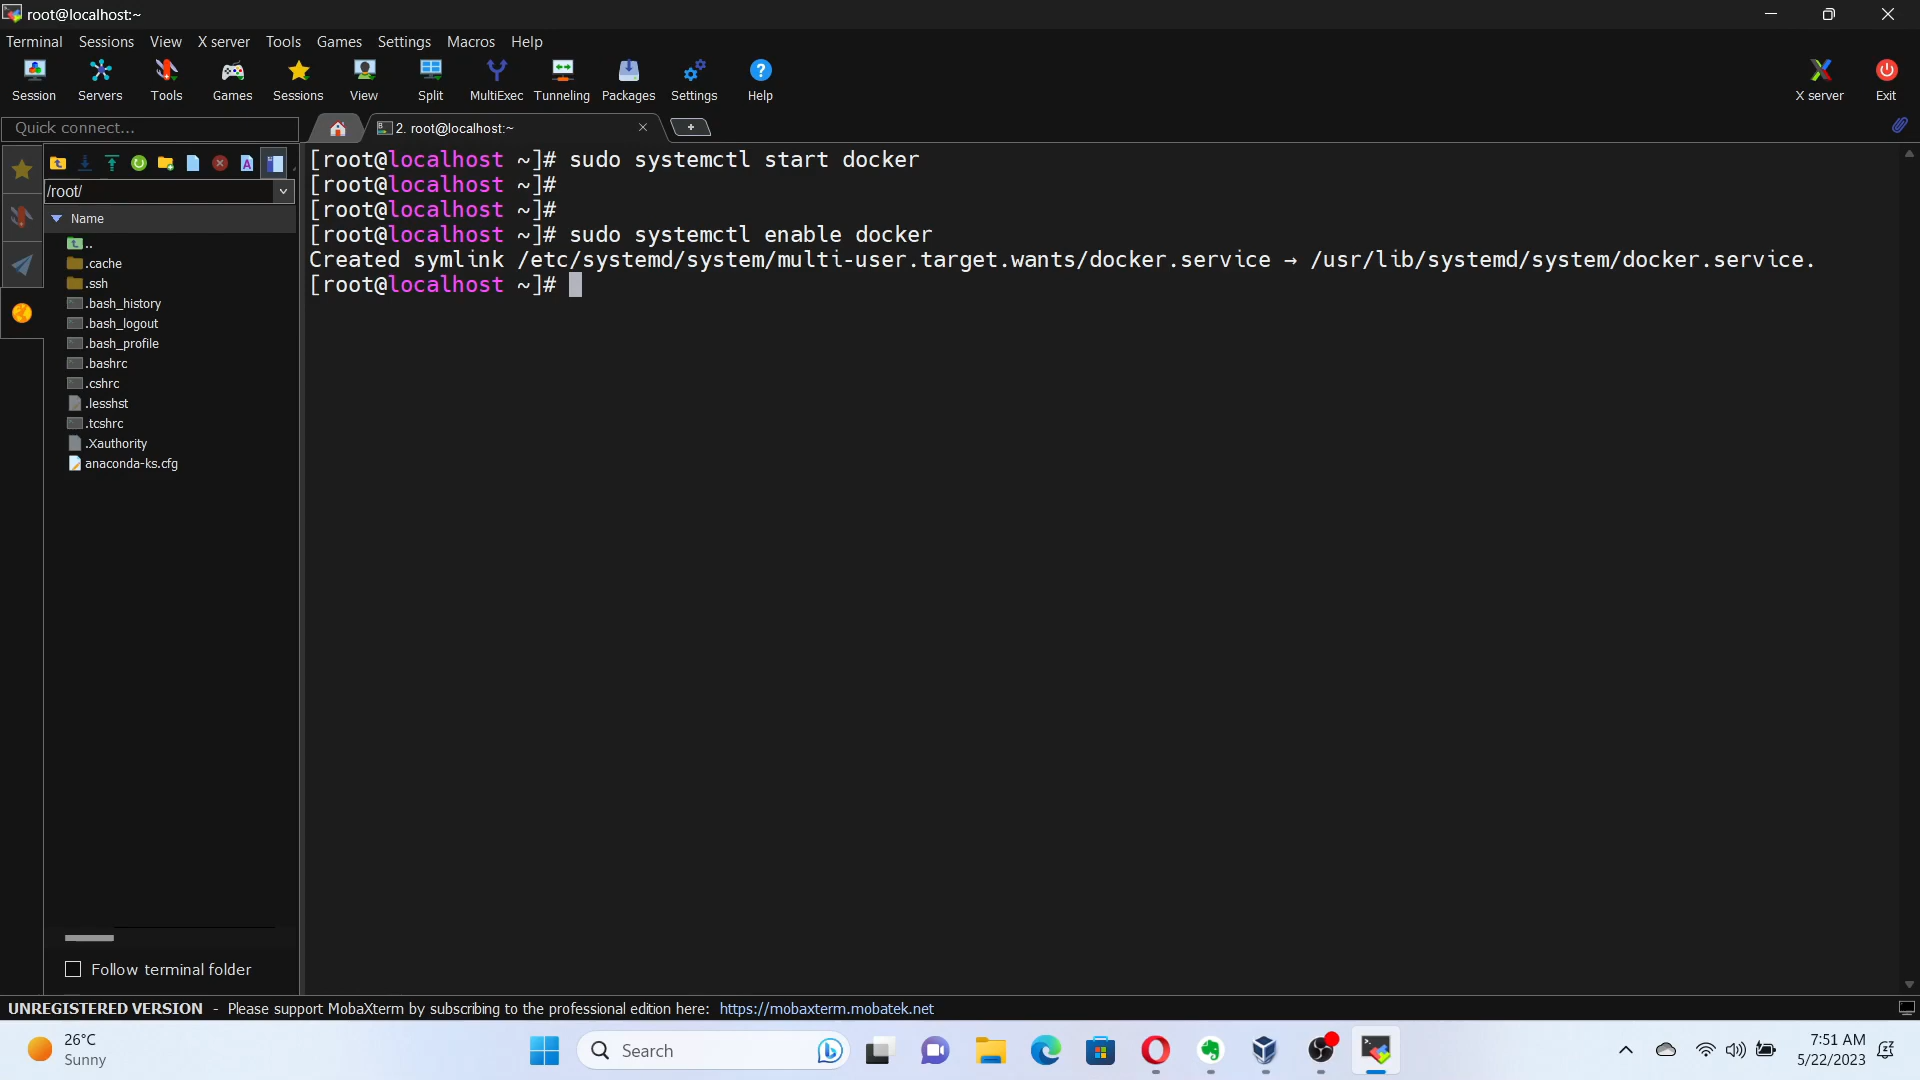 root@localhost:~
Terminal Sessions View X server Tools Games Settings Macros Help
Session Servers Tools Games Sessions View Split MultiExec Tunneling Packages Settings Help X server Exit
Quick connect...
2. root@localhost:~
/root/
Name
..
.cache
.ssh
.bash_history
.bash_logout
.bash_profile
.bashrc
.cshrc
.lesshst
.tcshrc
.Xauthority
anaconda-ks.cfg
Follow terminal folder
[root@localhost ~]# sudo systemctl start docker
[root@localhost ~]#
[root@localhost ~]#
[root@localhost ~]# sudo systemctl enable docker
Created symlink /etc/systemd/system/multi-user.target.wants/docker.service → /usr/lib/systemd/system/docker.service.
[root@localhost ~]#
UNREGISTERED VERSION - Please support MobaXterm by subscribing to the professional edition here: https://mobaxterm.mobatek.net
26°C
Sunny
Search
7:51 AM
5/22/2023